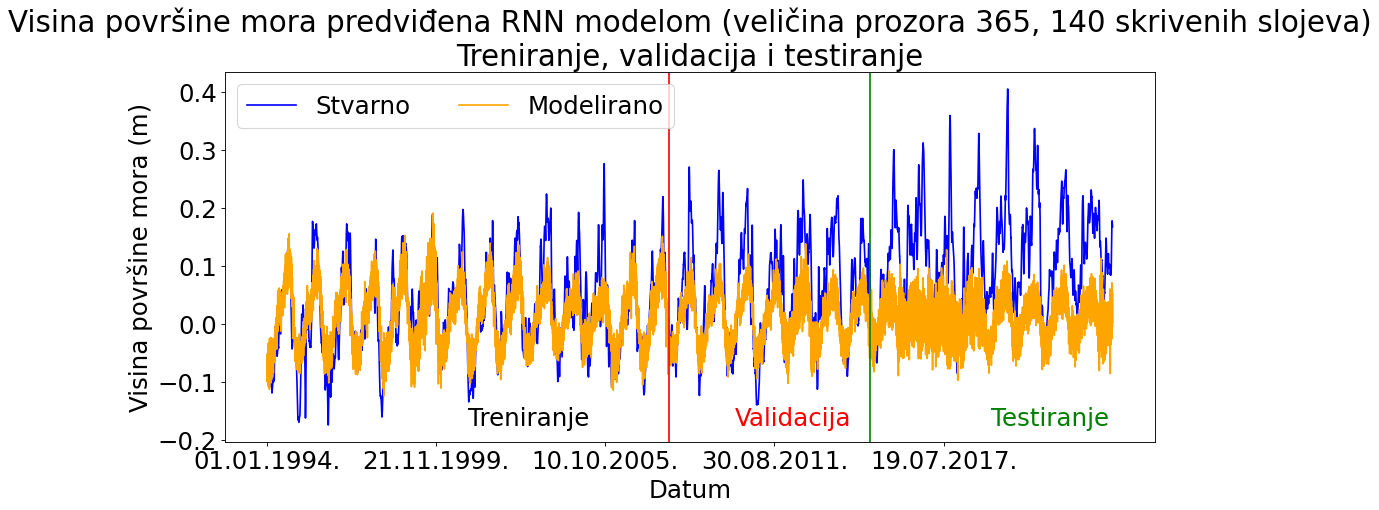 Visina površine mora predviđena RNN modelom (veličina prozora 365, 140 skrivenih slojeva)
Treniranje, validacija i testiranje
Stvarno
Modelirano
Visina površine mora (m)
0.4
0.3
0.2
0.1
0.0
−0.1
−0.2
Treniranje
Validacija
Testiranje
01.01.1994.
21.11.1999.
10.10.2005.
30.08.2011.
19.07.2017.
Datum